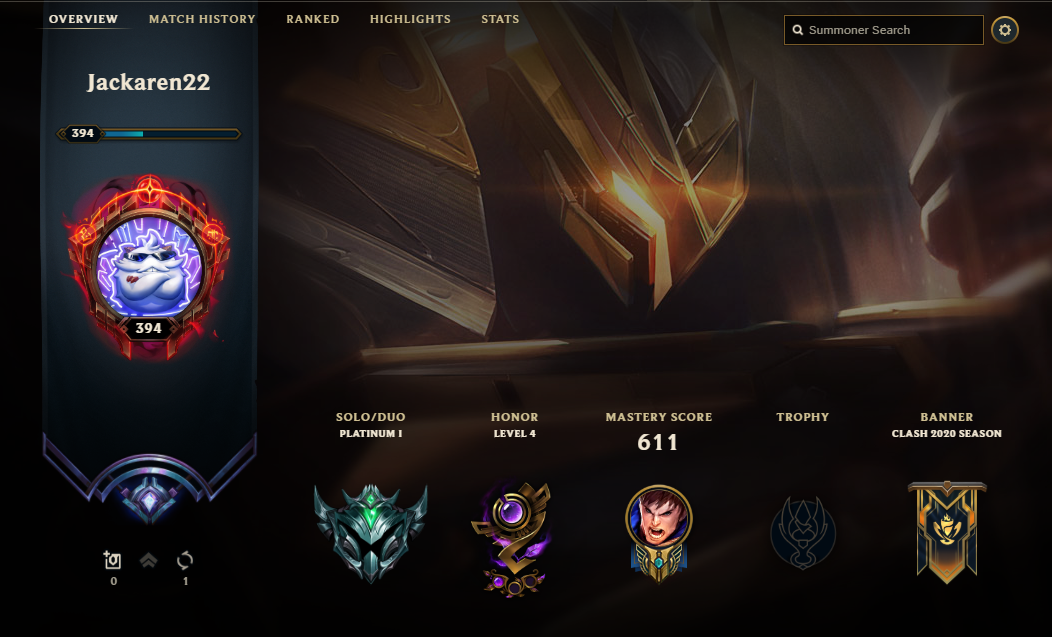 OVERVIEW MATCH HISTORY RANKED HIGHLIGHTS STATS
Summoner Search
Jackaren22
394
394
SOLO/DUO HONOR MASTERY SCORE TROPHY BANNER
PLATINUM I LEVEL 4 611 CLASH 2020 SEASON
0 1